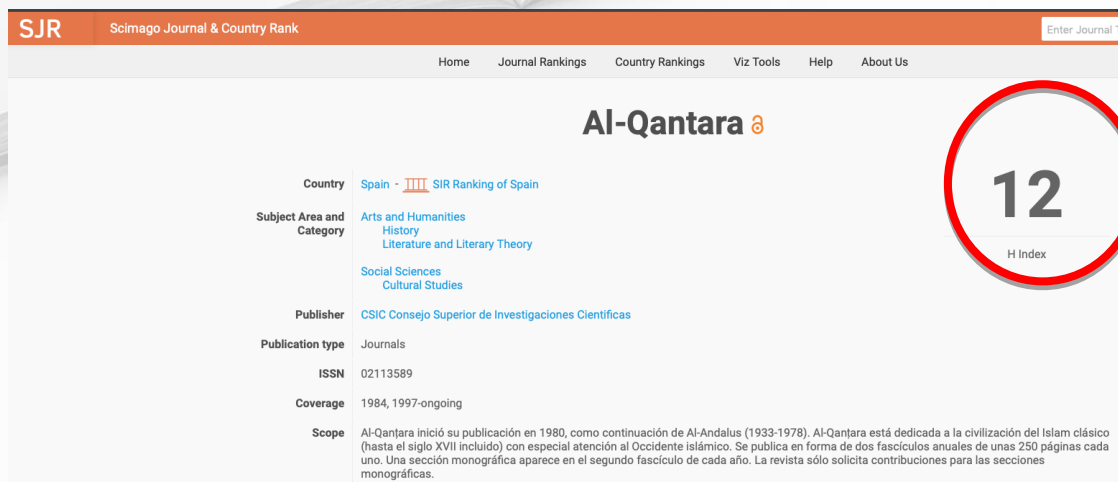 SJR
Scimago Journal & Country Rank
Enter Journal T
Home Journal Rankings Country Rankings Viz Tools Help About Us
Al-Qantara
12
H Index
Country Spain - SIR Ranking of Spain
Subject Area and Category Arts and Humanities
History
Literature and Literary Theory
Social Sciences
Cultural Studies
Publisher CSIC Consejo Superior de Investigaciones Cientificas
Publication type Journals
ISSN 02113589
Coverage 1984, 1997-ongoing
Scope Al-Qanṭara inició su publicación en 1980, como continuación de Al-Andalus (1933-1978). Al-Qanṭara está dedicada a la civilización del Islam clásico
(hasta el siglo XVII incluido) con especial atención al Occidente islámico. Se publica en forma de dos fascículos anuales de unas 250 páginas cada
uno. Una sección monográfica aparece en el segundo fascículo de cada año. La revista sólo solicita contribuciones para las secciones
monográficas.